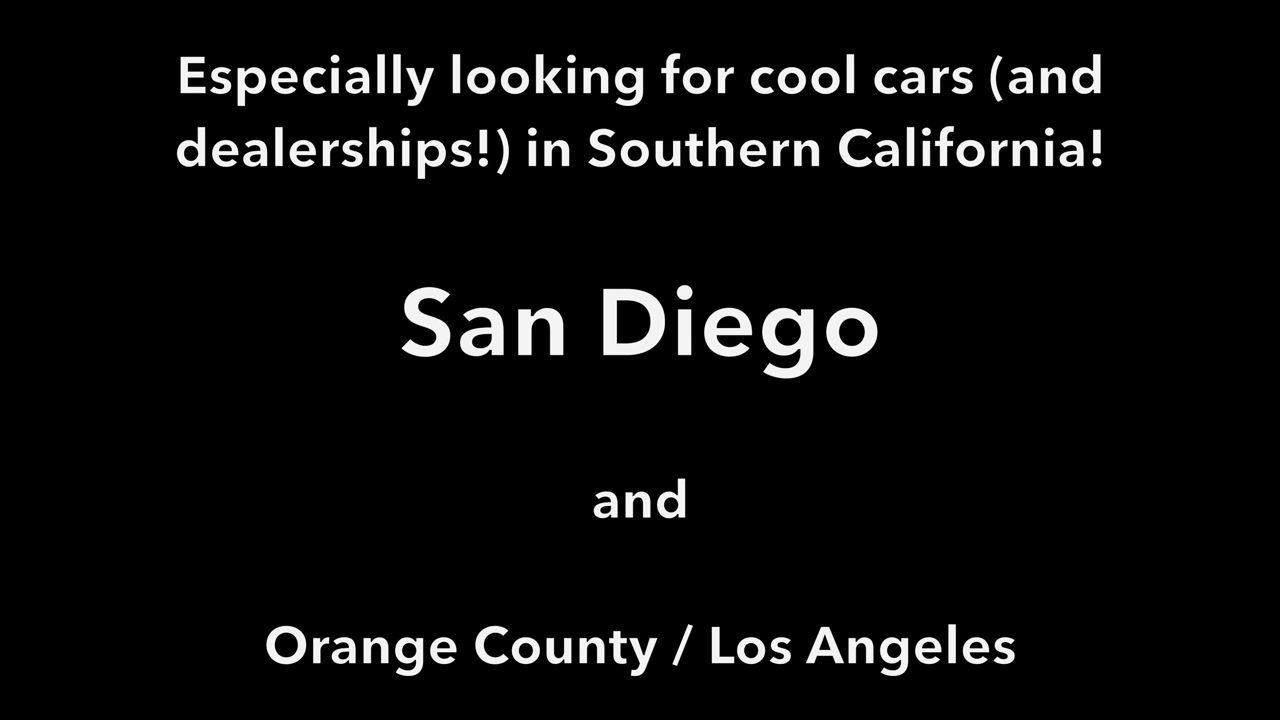 Especially looking for cool cars (and
dealerships!) in Southern California!
San Diego
and
Orange County / Los Angeles